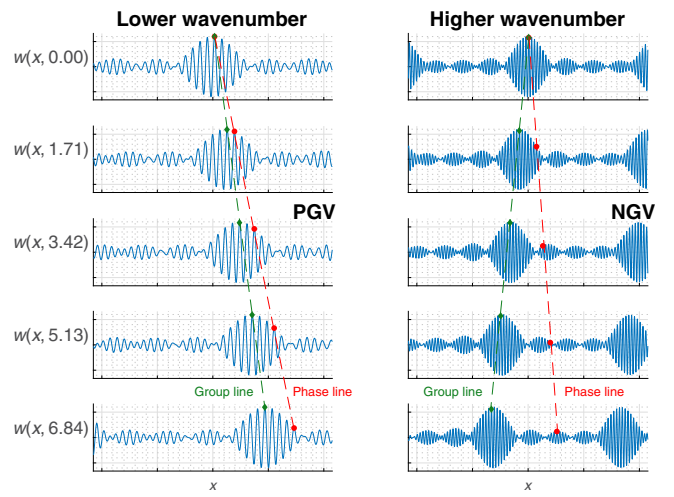 Lower wavenumber Higher wavenumber
w(x, 0.00)
w(x, 1.71)
PGV NGV
w(x, 3.42)
w(x, 5.13)
Group line Phase line Group line Phase line
w(x, 6.84)
x x